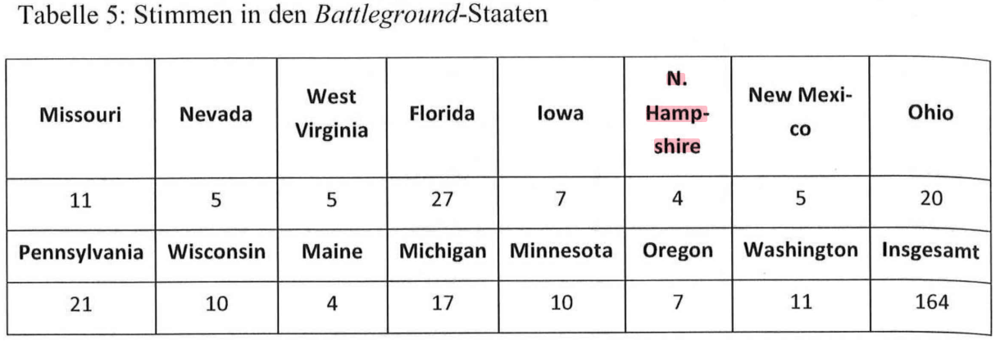 Tabelle 5: Stimmen in den Battleground-Staaten
Missouri Nevada West Virginia Florida Iowa N. Hamp-shire New Mexi-co Ohio
11 5 5 27 7 4 5 20
Pennsylvania Wisconsin Maine Michigan Minnesota Oregon Washington Insgesamt
21 10 4 17 10 7 11 164